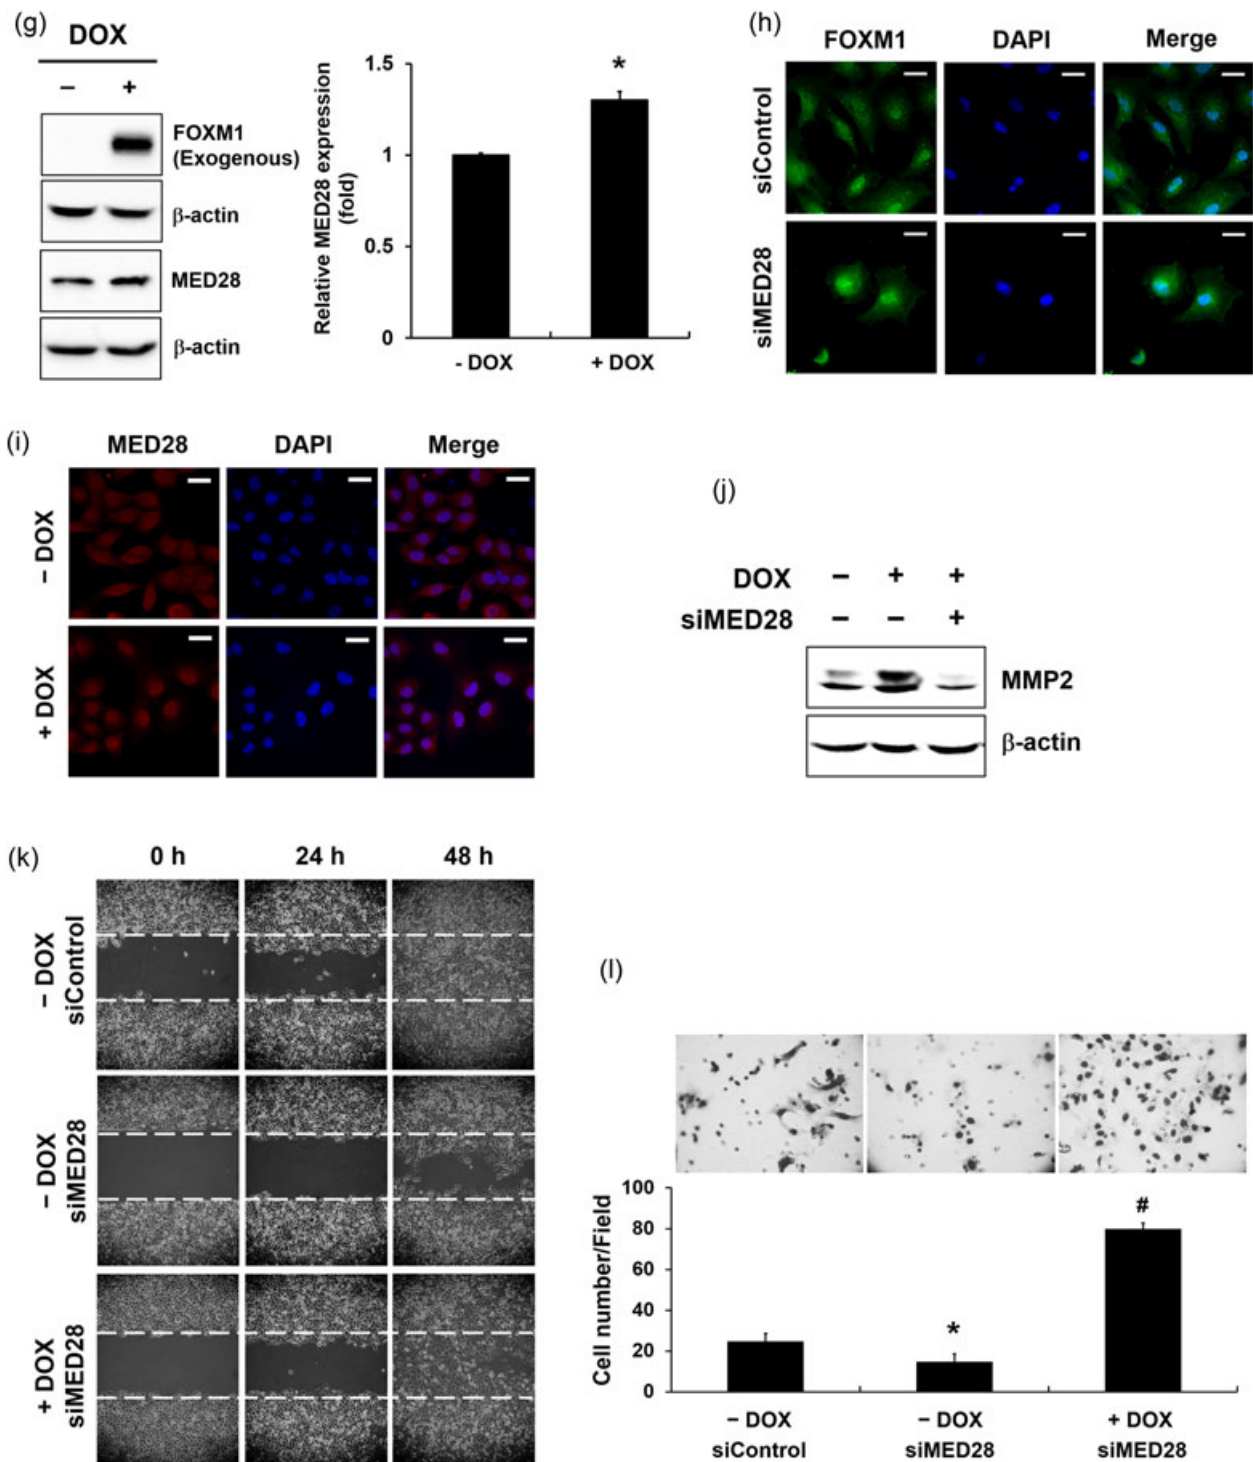 (g)
DOX
– +
FOXM1
(Exogenous)
β-actin
MED28
β-actin
Relative MED28 expression
(fold)
1.5
1
0.5
0
*
- DOX + DOX
(h)
FOXM1 DAPI Merge
siControl
siMED28
(i)
MED28 DAPI Merge
– DOX
+ DOX
(j)
DOX – + +
siMED28 – – +
MMP2
β-actin
(k)
0 h 24 h 48 h
– DOX
siControl
– DOX
siMED28
+ DOX
siMED28
(l)
Cell number/Field
100
80
60
40
20
0
*
#
– DOX – DOX + DOX
siControl siMED28 siMED28